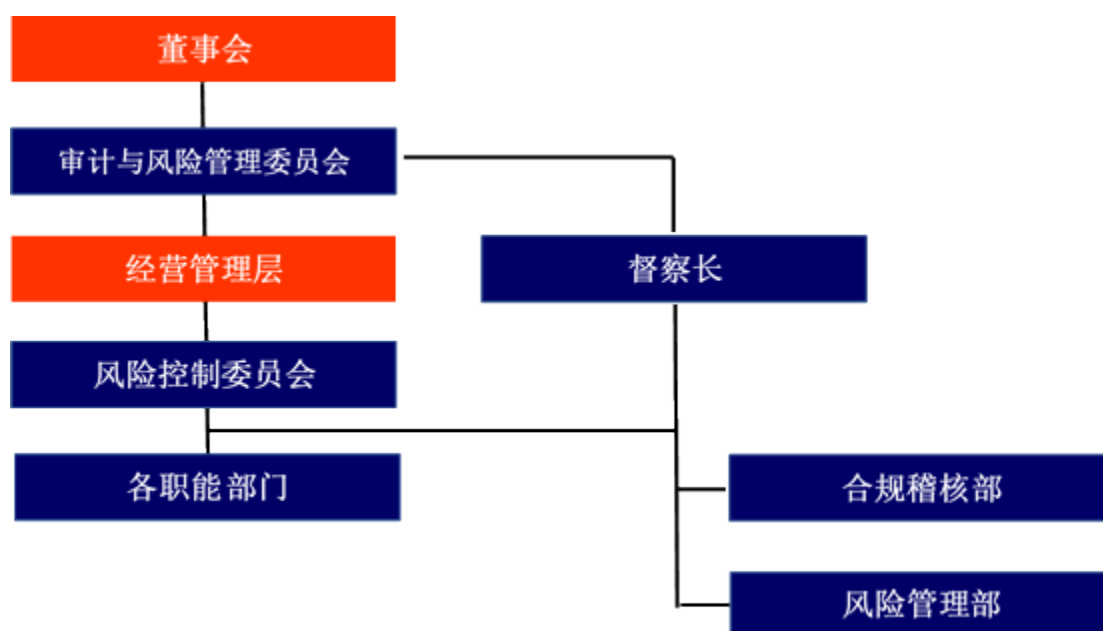 董事会
审计与风险管理委员会
经营管理层
督察长
风险控制委员会
各职能部门
合规稽核部
风险管理部